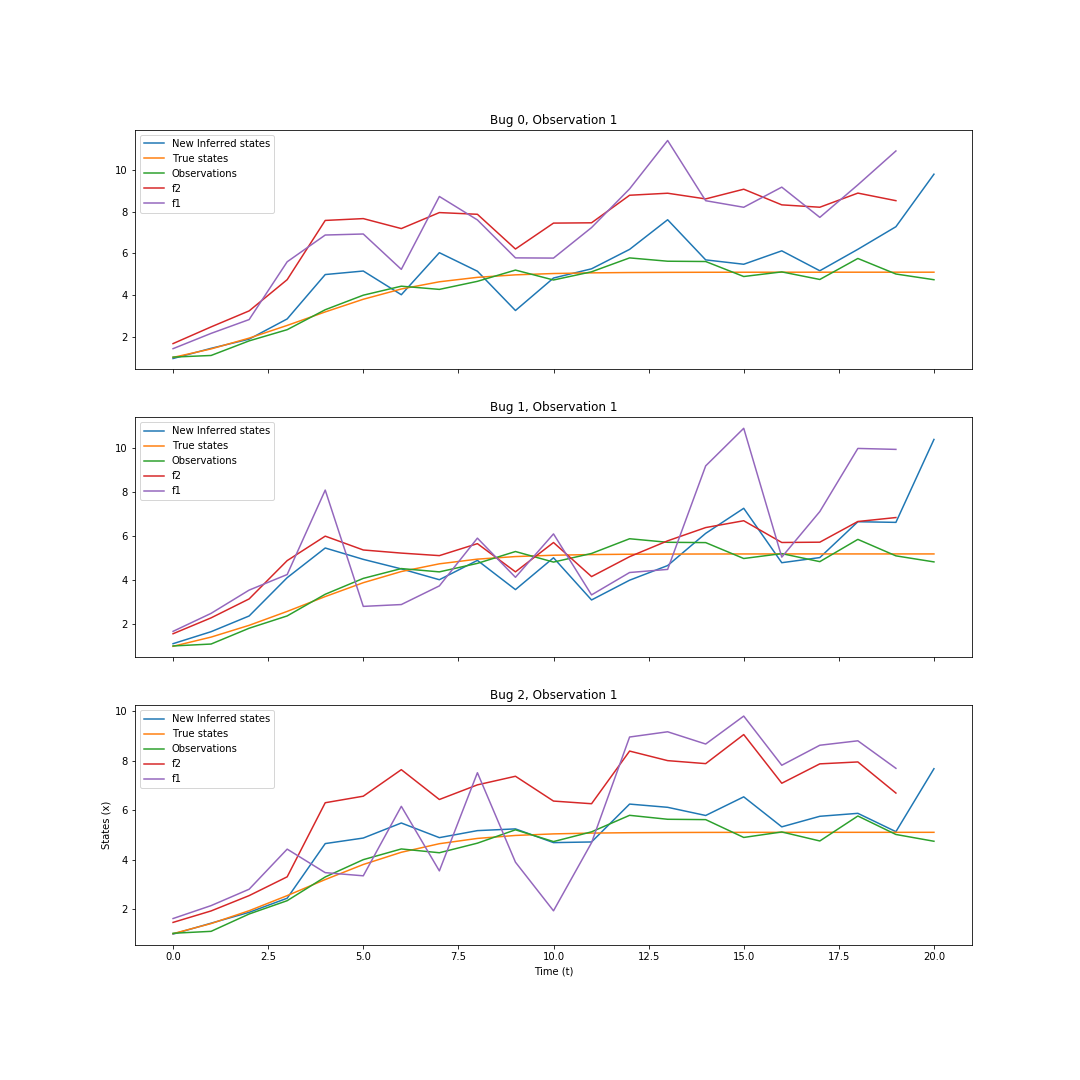 Bug 0, Observation 1
New Inferred states
True states
Observations
f2
f1
10
8
6
4
2
Bug 1, Observation 1
New Inferred states
True states
Observations
f2
f1
10
8
6
4
2
Bug 2, Observation 1
New Inferred states
True states
Observations
f2
f1
10
8
6
4
2
States (x)
0.0 2.5 5.0 7.5 10.0 12.5 15.0 17.5 20.0
Time (t)